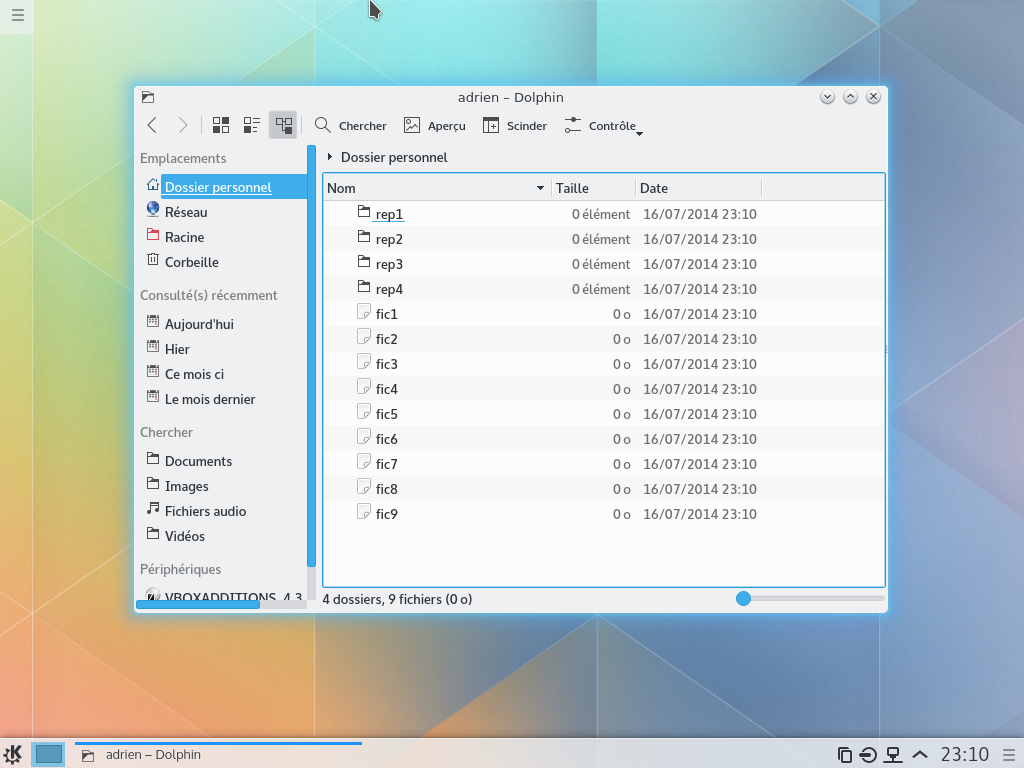 adrien – Dolphin
Chercher Aperçu Scinder Contrôle
Emplacements
Dossier personnel
Réseau
Racine
Corbeille
Consulté(s) récemment
Aujourd'hui
Hier
Ce mois ci
Le mois dernier
Chercher
Documents
Images
Fichiers audio
Vidéos
Périphériques
VBOXADDITIONS_4.3
Dossier personnel
Nom Taille Date
rep1 0 élément 16/07/2014 23:10
rep2 0 élément 16/07/2014 23:10
rep3 0 élément 16/07/2014 23:10
rep4 0 élément 16/07/2014 23:10
fic1 0 o 16/07/2014 23:10
fic2 0 o 16/07/2014 23:10
fic3 0 o 16/07/2014 23:10
fic4 0 o 16/07/2014 23:10
fic5 0 o 16/07/2014 23:10
fic6 0 o 16/07/2014 23:10
fic7 0 o 16/07/2014 23:10
fic8 0 o 16/07/2014 23:10
fic9 0 o 16/07/2014 23:10
4 dossiers, 9 fichiers (0 o)
adrien – Dolphin
23:10